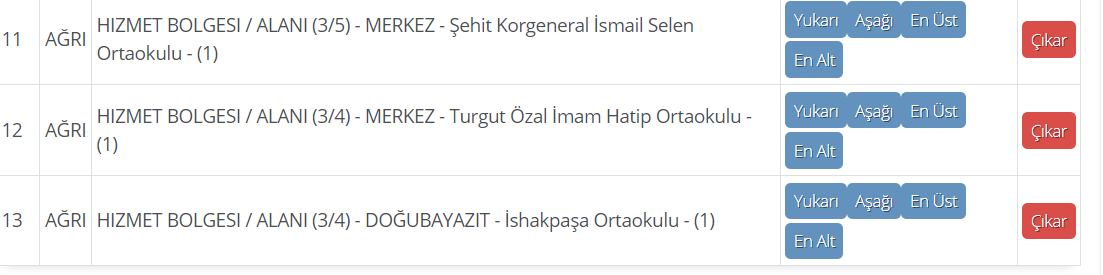 11 AĞRI HIZMET BOLGESI / ALANI (3/5) - MERKEZ - Şehit Korgeneral İsmail Selen
Ortaokulu - (1)
Yukarı Aşağı En Üst
En Alt
Çıkar
12 AĞRI HIZMET BOLGESI / ALANI (3/4) - MERKEZ - Turgut Özal İmam Hatip Ortaokulu -
(1)
Yukarı Aşağı En Üst
En Alt
Çıkar
13 AĞRI HIZMET BOLGESI / ALANI (3/4) - DOĞUBAYAZIT - İshakpaşa Ortaokulu - (1)
Yukarı Aşağı En Üst
En Alt
Çıkar